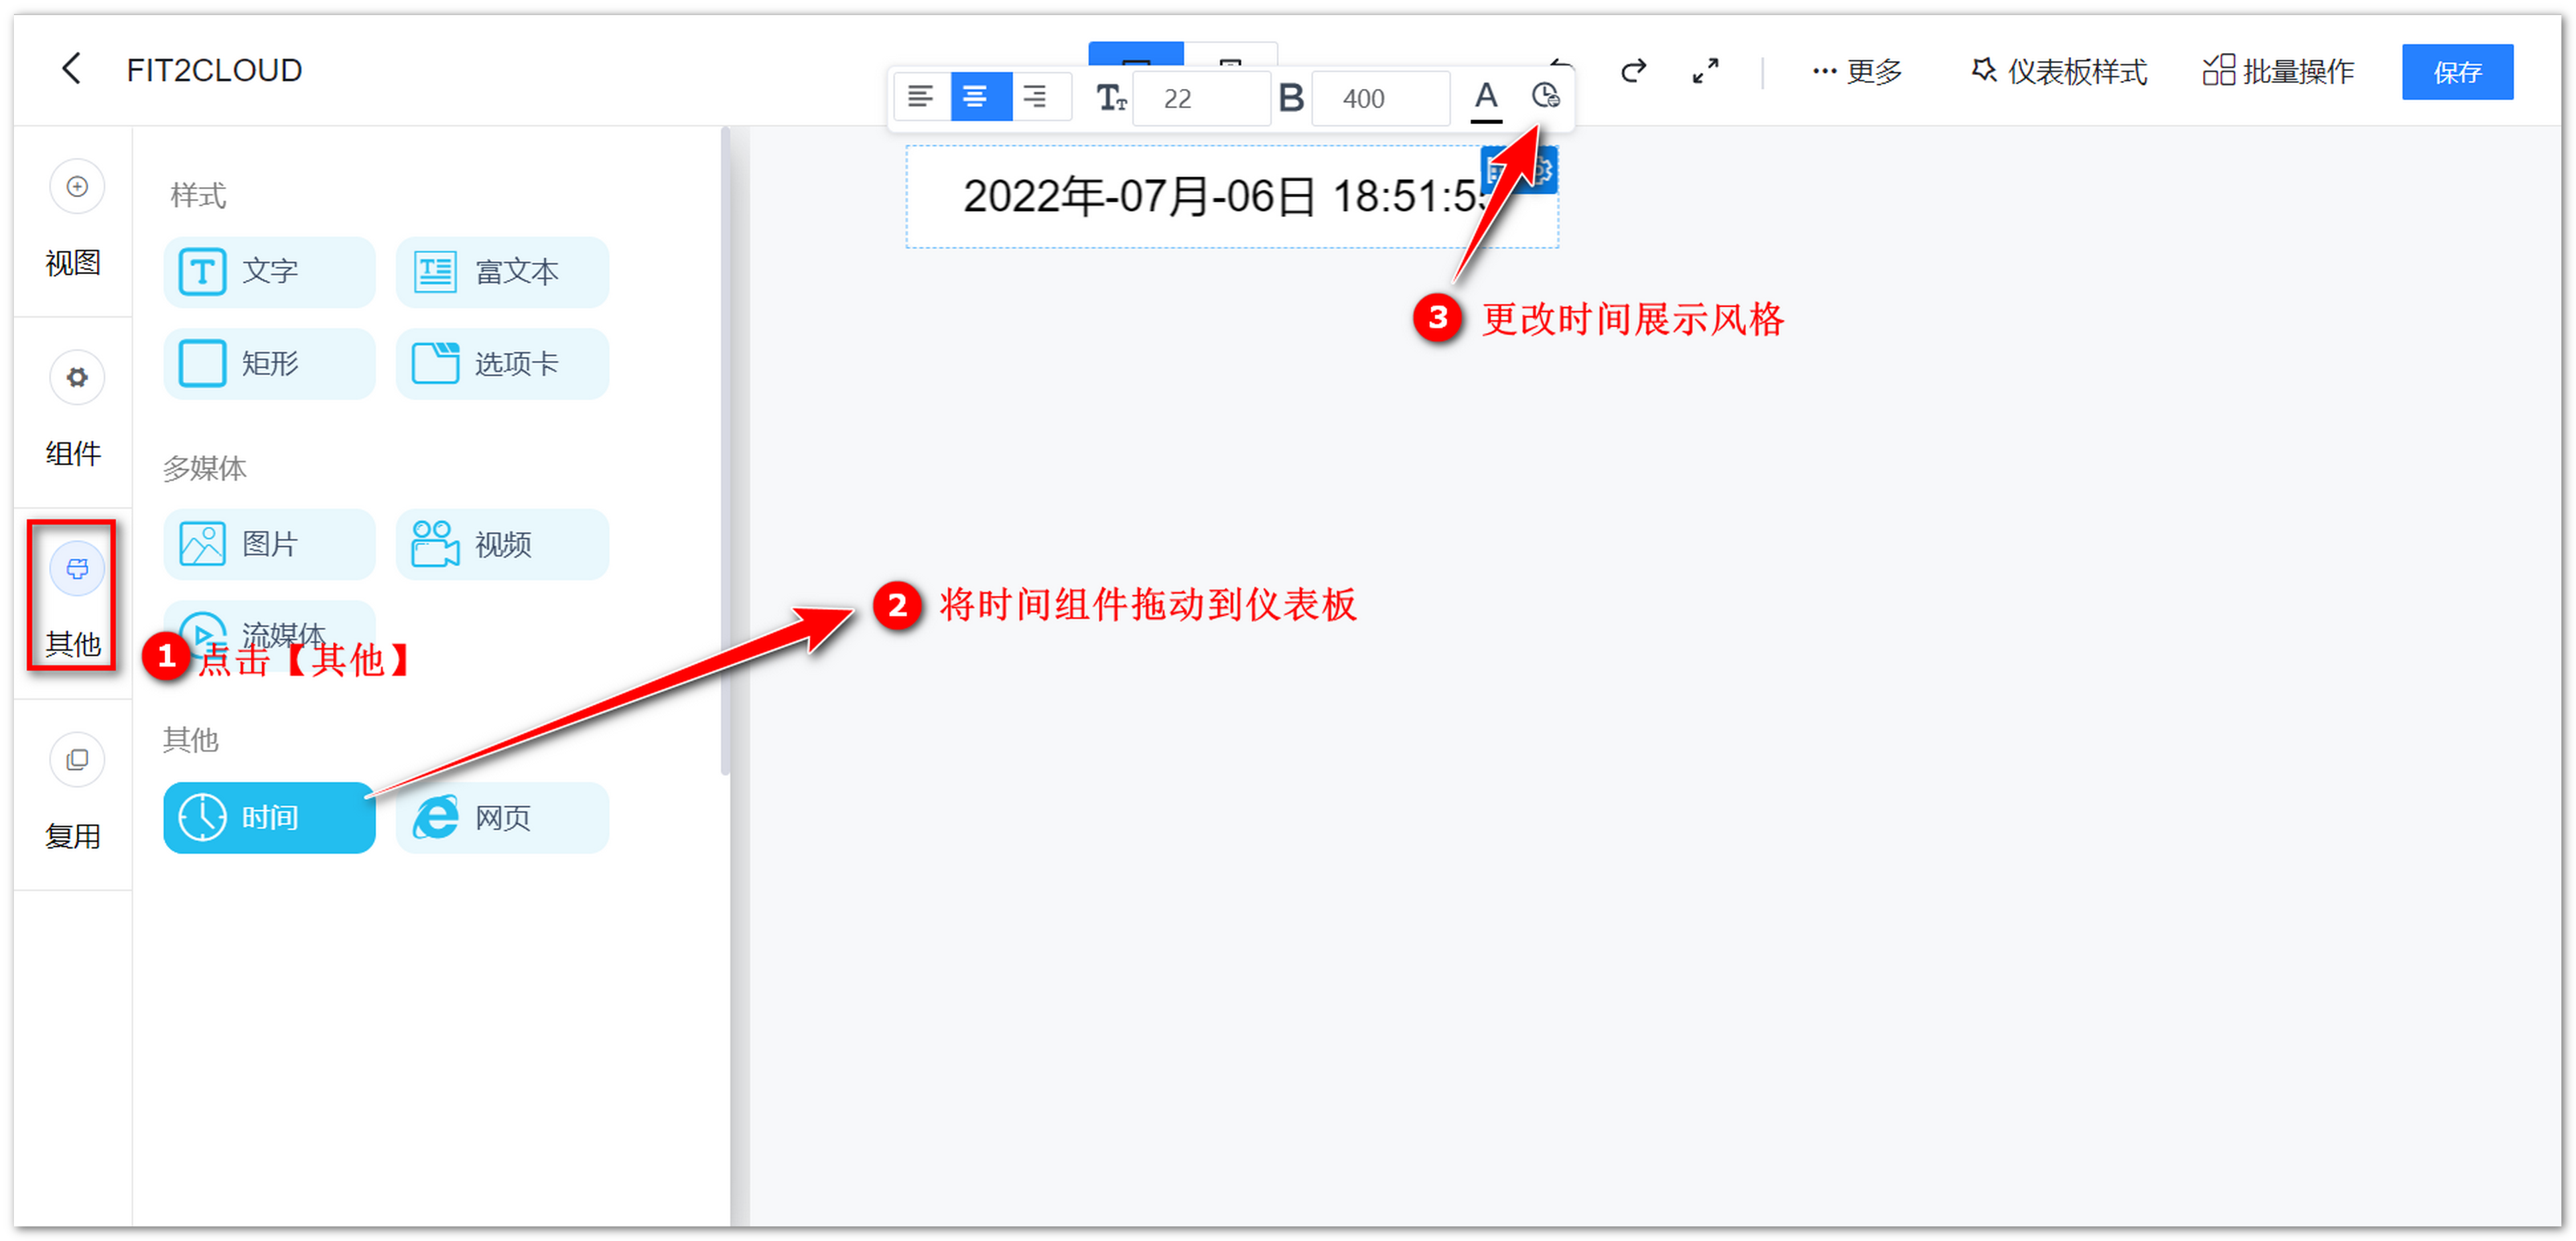 FIT2CLOUD
22
B
400
A
更多
仪表板样式
批量操作
保存
2022年-07月-06日 18:51:5
视图
组件
其他
复用
样式
文字
富文本
矩形
选项卡
多媒体
图片
视频
流媒体
其他
时间
网页
1 点击【其他】
2 将时间组件拖动到仪表板
3 更改时间展示风格